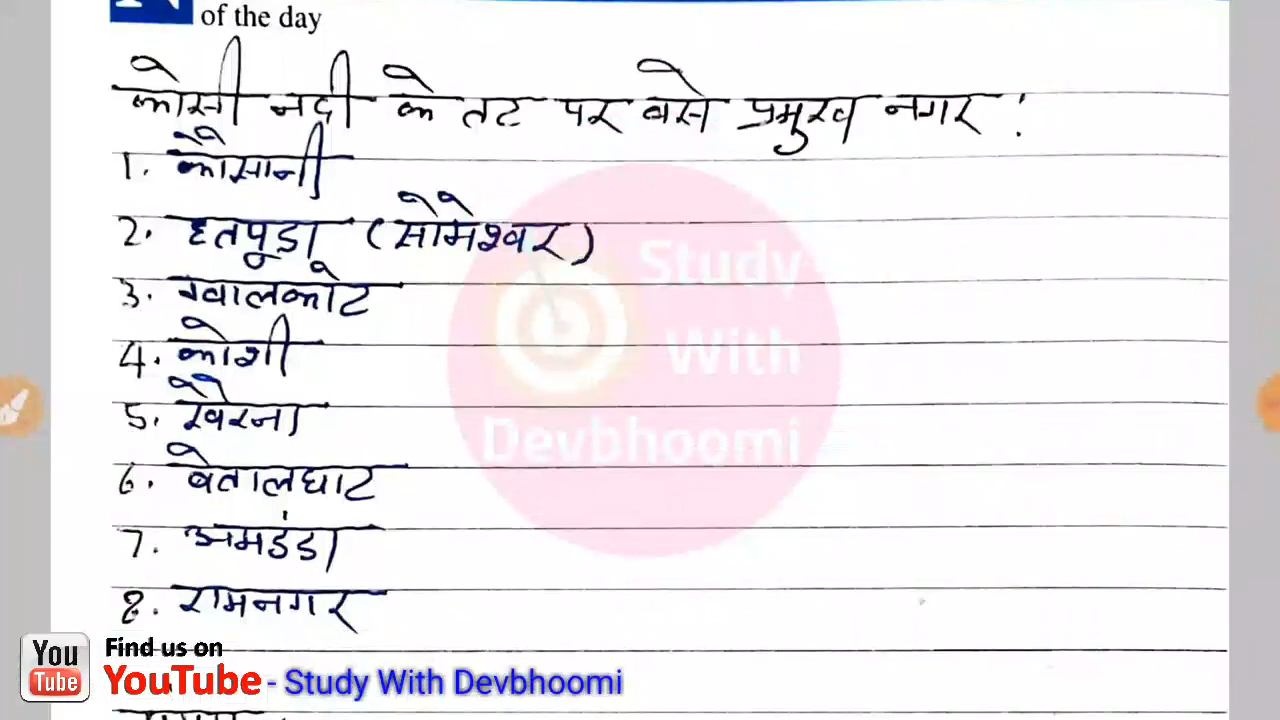 of the day
कोसी नदी के तट पर बसे प्रमुख नगर :
1. कौसानी
2. हतपूड़ा (सोमेश्वर)
3. ग्वालकोट
4. कोशी
5. खैरना
6. बेतालघाट
7. अमडंडा
8. रामनगर
Study
With
Devbhoomi
You
Tube
Find us on
YouTube - Study With Devbhoomi